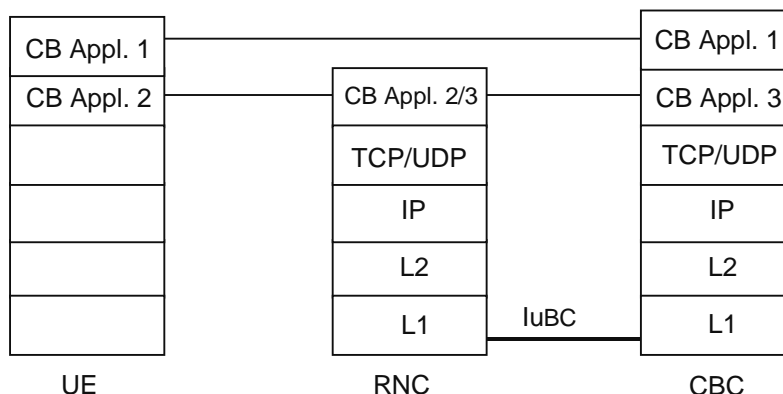 CB Appl. 1
CB Appl. 1
CB Appl. 2
CB Appl. 2/3
CB Appl. 3
TCP/UDP
TCP/UDP
IP
IP
L2
L2
L1
IuBC
L1
UE
RNC
CBC